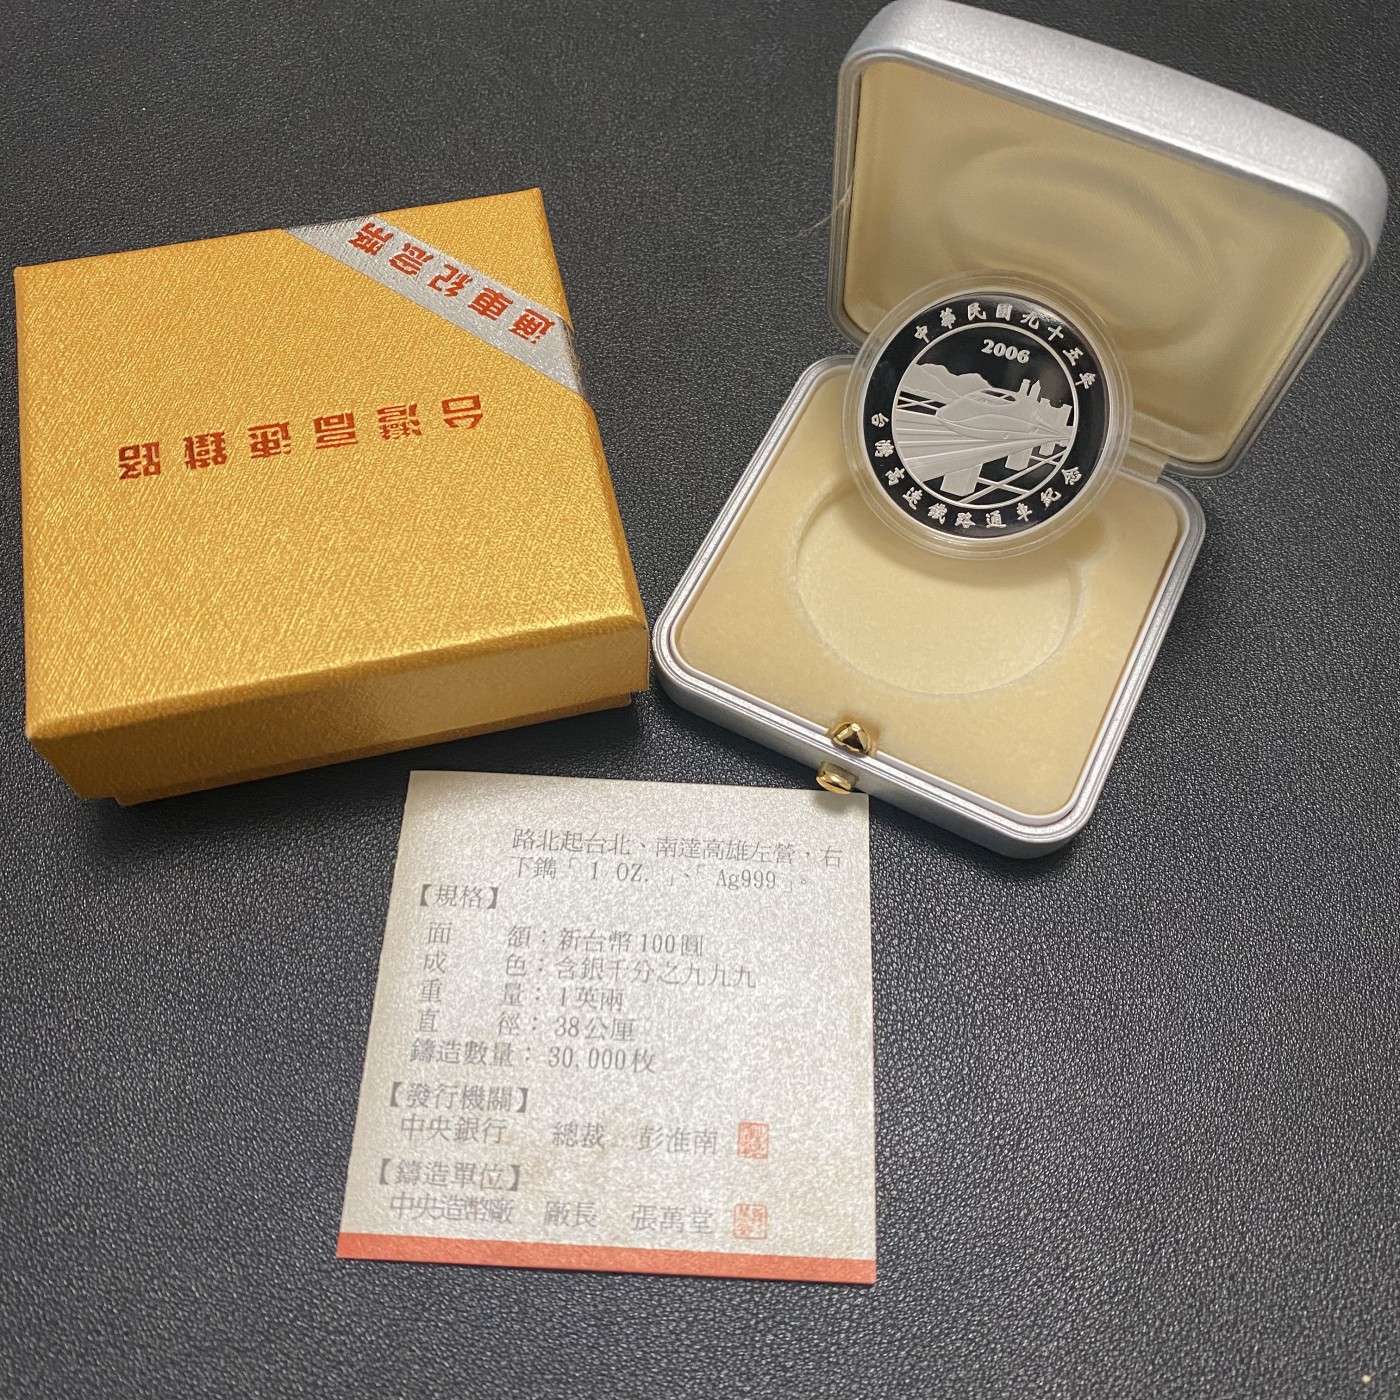 台灣高速鐵路
通車紀念幣
中華民國九十五年
2006
台灣高速鐵路通車紀念
路北起台北、南達高雄左營，右
下鐫「1 OZ.」、「Ag999」。
【規格】
面額：新台幣100圓
成色：含銀千分之九九九
重量：1英兩
直徑：38公厘
鑄造數量：30,000枚
【發行機關】
中央銀行 總裁 彭淮南
【鑄造單位】
中央造幣廠 廠長 張萬堂